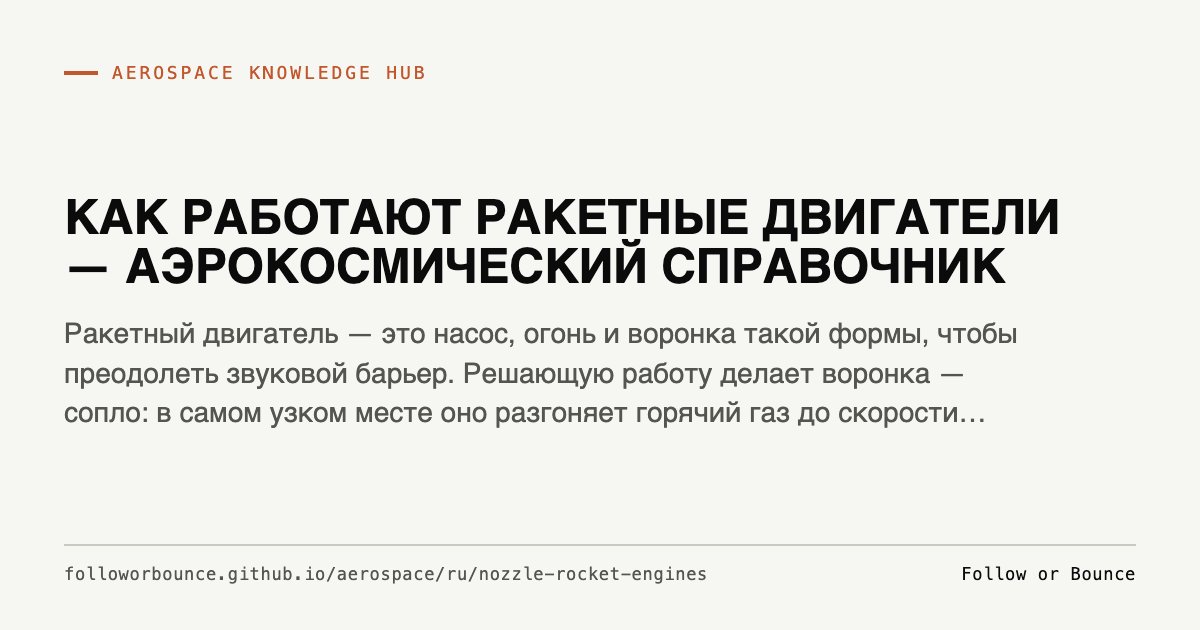 AEROSPACE KNOWLEDGE HUB
КАК РАБОТАЮТ РАКЕТНЫЕ ДВИГАТЕЛИ
— АЭРОКОСМИЧЕСКИЙ СПРАВОЧНИК
Ракетный двигатель — это насос, огонь и воронка такой формы, чтобы
преодолеть звуковой барьер. Решающую работу делает воронка —
сопло: в самом узком месте оно разгоняет горячий газ до скорости…
followorbounce.github.io/aerospace/ru/nozzle-rocket-engines
Follow or Bounce